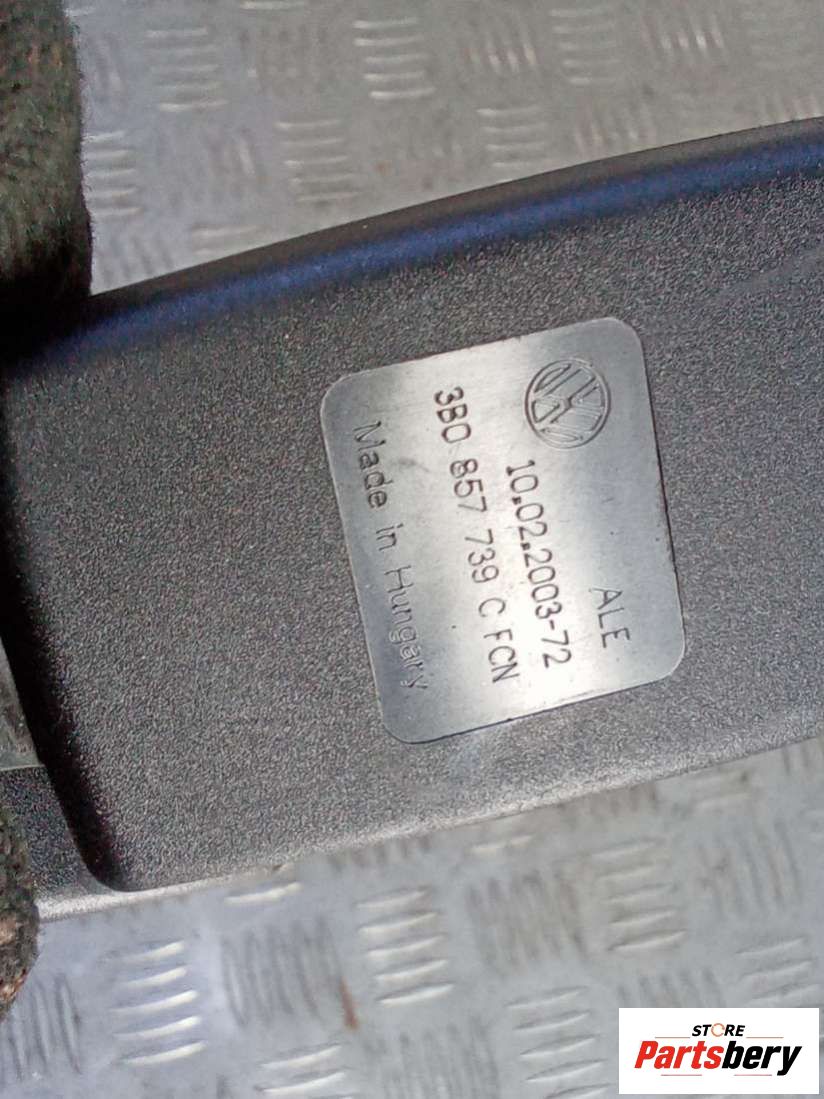 ALE
10.02.2003-72
3B0 857 739 C FCN
Made in Hungary
STORE
Partsbery